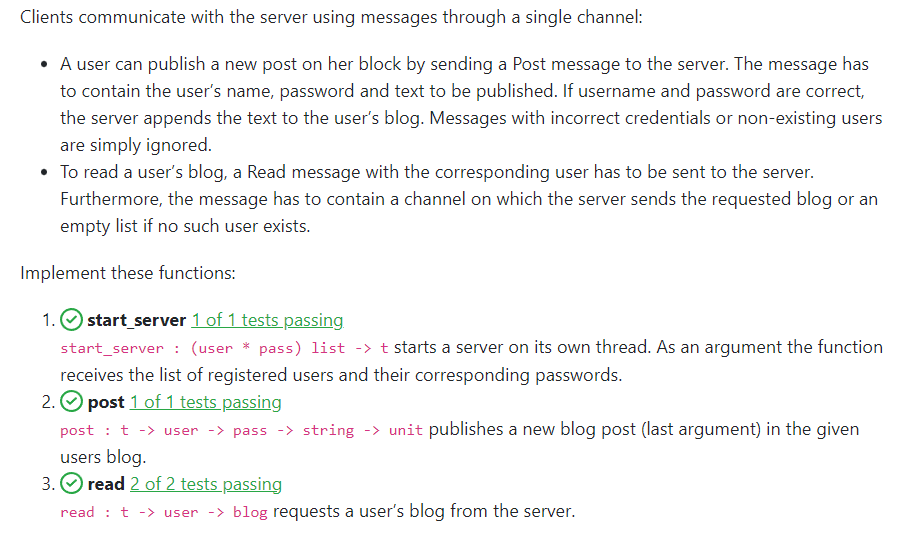 Clients communicate with the server using messages through a single channel:
• A user can publish a new post on her block by sending a Post message to the server. The message has
to contain the user's name, password and text to be published. If username and password are correct,
the server appends the text to the user's blog. Messages with incorrect credentials or non-existing users
are simply ignored.
• To read a user's blog, a Read message with the corresponding user has to be sent to the server.
Furthermore, the message has to contain a channel on which the server sends the requested blog or an
empty list if no such user exists.
Implement these functions:
1. start_server 1 of 1 tests passing
start_server : (user * pass) list -> t starts a server on its own thread. As an argument the function
receives the list of registered users and their corresponding passwords.
2. post 1 of 1 tests passing
post : t -> user -> pass -> string -> unit publishes a new blog post (last argument) in the given
users blog.
3. read 2 of 2 tests passing
read : t -> user -> blog requests a user's blog from the server.